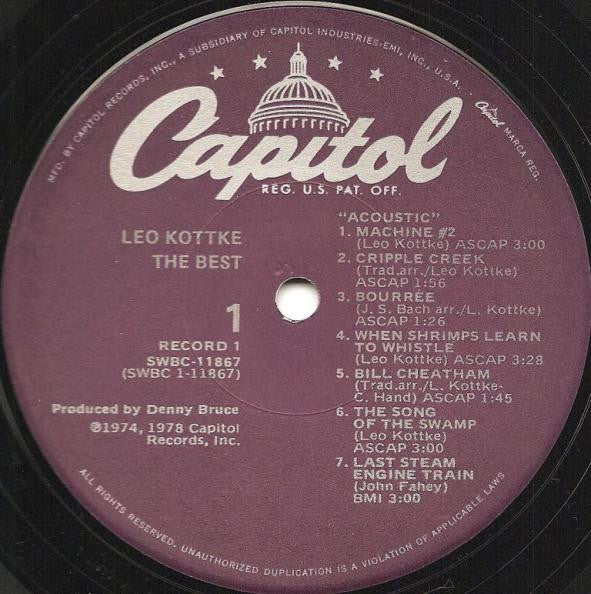 MFD. BY CAPITOL RECORDS, INC., A SUBSIDIARY OF CAPITOL INDUSTRIES-EMI, INC., U.S.A.
Capitol MARCA REG.
Capitol
REG. U.S. PAT. OFF.
LEO KOTTKE
THE BEST
1
RECORD 1
SWBC-11867
(SWBC 1-11867)
Produced by Denny Bruce
℗1974, 1978 Capitol
Records, Inc.
"ACOUSTIC"
1. MACHINE #2
(Leo Kottke) ASCAP 3:00
2. CRIPPLE CREEK
(Trad.arr./Leo Kottke)
ASCAP 1:56
3. BOURRÉE
(J. S. Bach arr./L. Kottke)
ASCAP 1:26
4. WHEN SHRIMPS LEARN
TO WHISTLE
(Leo Kottke) ASCAP 3:28
5. BILL CHEATHAM
(Trad.arr./L. Kottke-
C. Hand) ASCAP 1:45
6. THE SONG
OF THE SWAMP
(Leo Kottke)
ASCAP 3:00
7. LAST STEAM
ENGINE TRAIN
(John Fahey)
BMI 3:00
ALL RIGHTS RESERVED. UNAUTHORIZED DUPLICATION IS A VIOLATION OF APPLICABLE LAWS